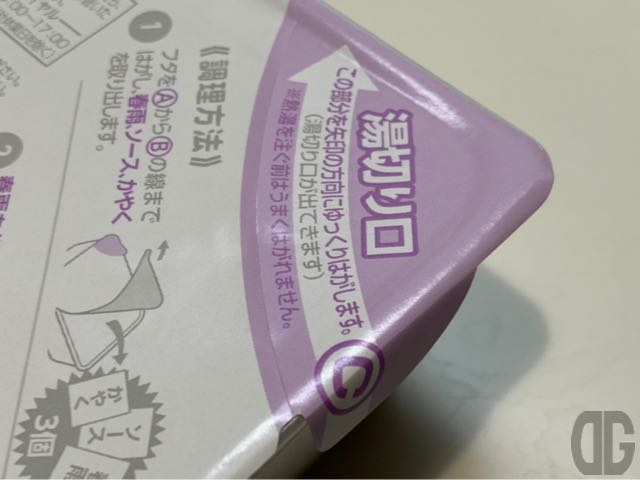 0:00~17:00
《調理方法》
1
フタをⒶからⒷの線まで
はがし、春雨、ソース、かやく
を取り出します。
2
かやく
ソース
3個
湯切り口
この部分を矢印の方向にゆっくりはがします。
(湯切り口が出てきます)
※熱湯を注ぐ前はうまくはがれません。
Ⓒ
DG